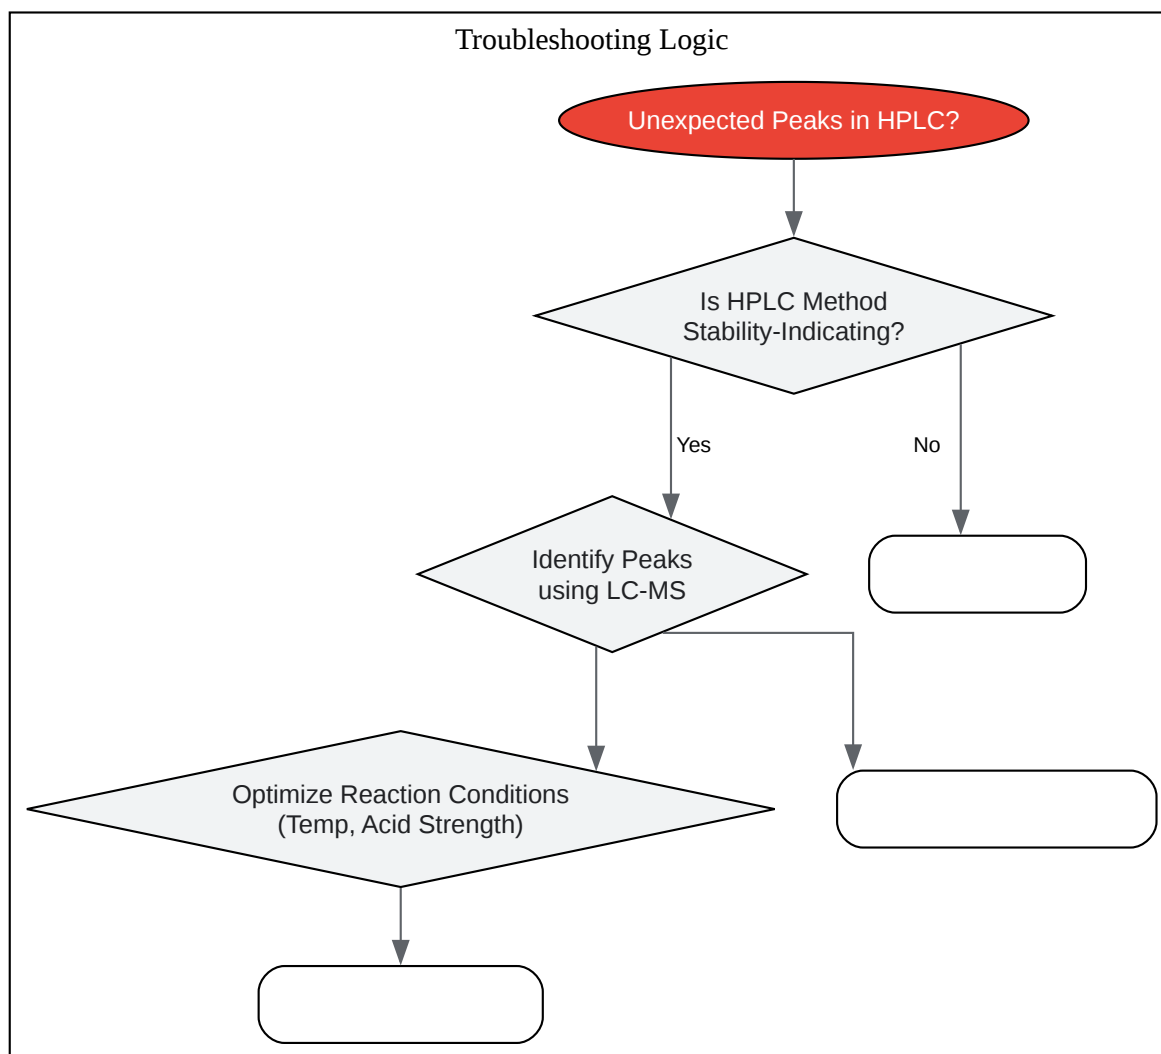 Troubleshooting Logic
Unexpected Peaks in HPLC?
Is HPLC Method
Stability-Indicating?
Yes
No
Identify Peaks
using LC-MS
Optimize Reaction Conditions
(Temp, Acid Strength)